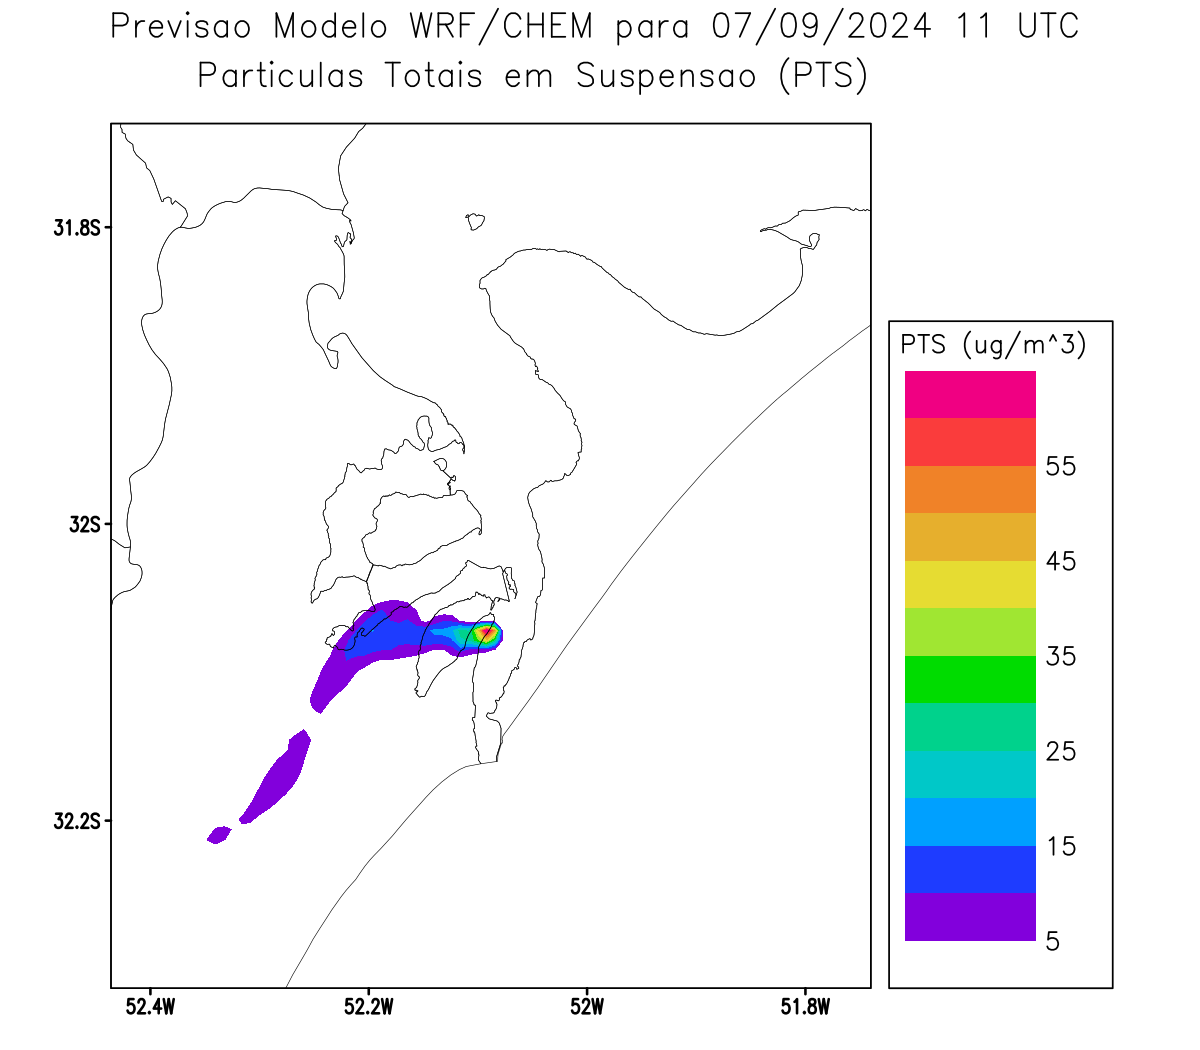 Previsao Modelo WRF/CHEM para 07/09/2024 11 UTC
Particulas Totais em Suspensao (PTS)
31.8S
32S
32.2S
52.4W
52.2W
52W
51.8W
PTS (ug/m^3)
55
45
35
25
15
5